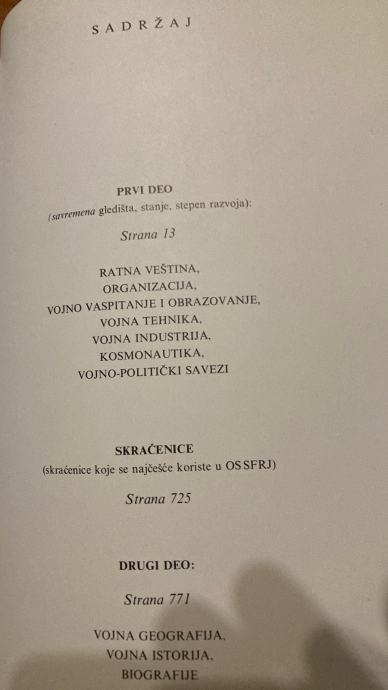 SADRŽAJ
PRVI DEO
(savremena gledišta, stanje, stepen razvoja):
Strana 13
RATNA VEŠTINA,
ORGANIZACIJA,
VOJNO VASPITANJE I OBRAZOVANJE,
VOJNA TEHNIKA,
VOJNA INDUSTRIJA,
KOSMONAUTIKA,
VOJNO-POLITIČKI SAVEZI
SKRAĆENICE
(skraćenice koje se najčešće koriste u OS SFRJ)
Strana 725
DRUGI DEO:
Strana 771
VOJNA GEOGRAFIJA,
VOJNA ISTORIJA,
BIOGRAFIJE